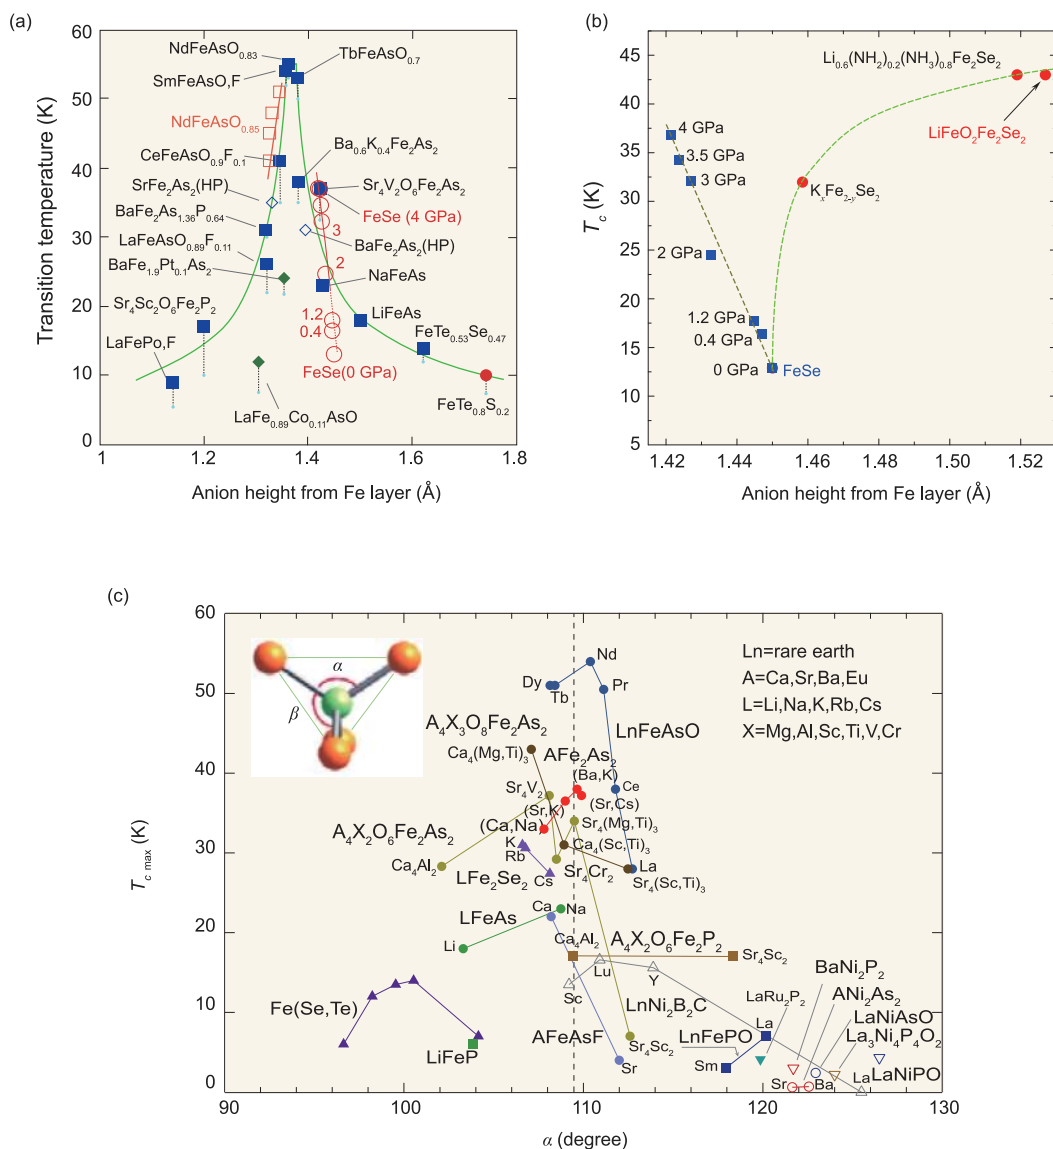 (a)
60
50
40
30
20
10
0
Transition temperature (K)
1
1.2
1.4
1.6
1.8
Anion height from Fe layer (Å)
NdFeAsO0.83
SmFeAsO,F
TbFeAsO0.7
NdFeAsO0.85
CeFeAsO0.9F0.1
Ba0.6K0.4Fe2As2
SrFe2As2(HP)
Sr4V2O6Fe2As2
FeSe (4 GPa)
BaFe2As1.36P0.64
3
BaFe2As2(HP)
LaFeAsO0.89F0.11
BaFe1.9Pt0.1As2
2
NaFeAs
Sr4Sc2O6Fe2P2
1.2
LiFeAs
0.4
FeTe0.53Se0.47
LaFePo,F
FeSe(0 GPa)
FeTe0.8S0.2
LaFe0.89Co0.11AsO
(b)
45
40
35
30
25
20
15
10
5
Tc (K)
1.42
1.44
1.46
1.48
1.50
1.52
Anion height from Fe layer (Å)
Li0.6(NH2)0.2(NH3)0.8Fe2Se2
LiFeO2Fe2Se2
4 GPa
3.5 GPa
3 GPa
KxFe2-ySe2
2 GPa
1.2 GPa
0.4 GPa
0 GPa
FeSe
(c)
60
50
40
30
20
10
0
Tc max (K)
90
100
110
120
130
α (degree)
α
β
Ln=rare earth
A=Ca,Sr,Ba,Eu
L=Li,Na,K,Rb,Cs
X=Mg,Al,Sc,Ti,V,Cr
Nd
Dy
Tb
Pr
A4X3O8Fe2As2
LnFeAsO
Ca4(Mg,Ti)3
AFe2As2
(Ba,K)
Ce
Sr4V2
(Sr,K)
(Sr,Cs)
(Ca,Na)
Sr4(Mg,Ti)3
A4X2O6Fe2As2
K
Rb
Ca4(Sc,Ti)3
Ca4Al2
Sr4Cr2
La
Sr4(Sc,Ti)3
LFe2Se2
Cs
LFeAs
Ca
Na
Li
Ca4Al2
A4X2O6Fe2P2
Sr4Sc2
Lu
Y
BaNi2P2
Sc
LaRu2P2
ANi2As2
Fe(Se,Te)
LnNi2B2C
La
LaNiAsO
LiFeP
AFeAsF
LnFePO
La3Ni4P4O2
Sr4Sc2
Sr
Sm
Sr
Ba
La
LaNiPO